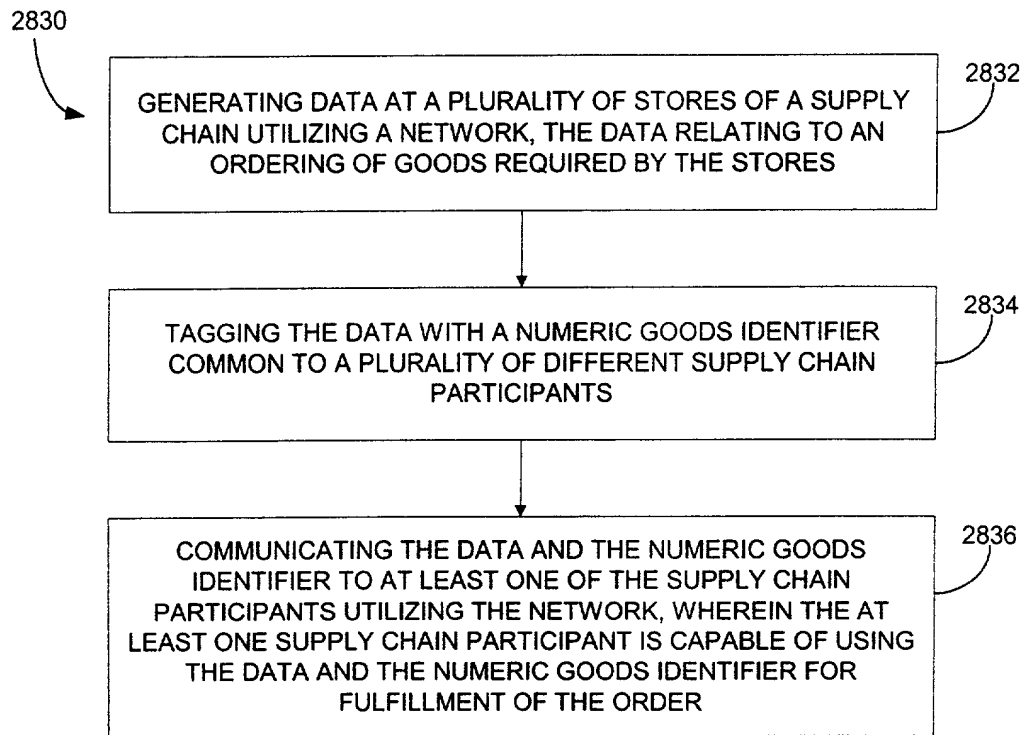 2830
2832
GENERATING DATA AT A PLURALITY OF STORES OF A SUPPLY
CHAIN UTILIZING A NETWORK, THE DATA RELATING TO AN
ORDERING OF GOODS REQUIRED BY THE STORES
2834
TAGGING THE DATA WITH A NUMERIC GOODS IDENTIFIER
COMMON TO A PLURALITY OF DIFFERENT SUPPLY CHAIN
PARTICIPANTS
2836
COMMUNICATING THE DATA AND THE NUMERIC GOODS
IDENTIFIER TO AT LEAST ONE OF THE SUPPLY CHAIN
PARTICIPANTS UTILIZING THE NETWORK, WHEREIN THE AT
LEAST ONE SUPPLY CHAIN PARTICIPANT IS CAPABLE OF USING
THE DATA AND THE NUMERIC GOODS IDENTIFIER FOR
FULFILLMENT OF THE ORDER